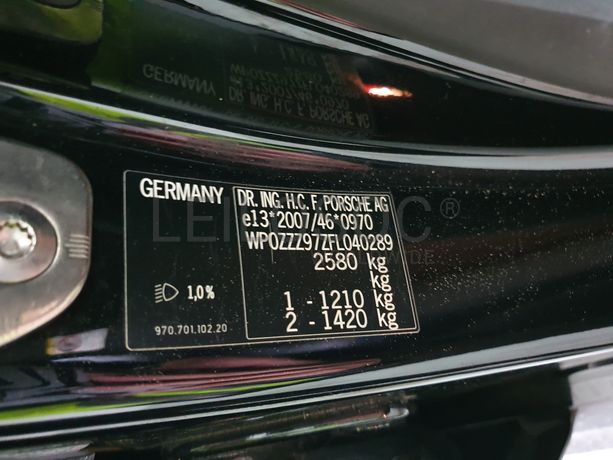 GERMANY
DR. ING. H.C. F. PORSCHE AG
e13*2007/46*0970
WP0ZZZ97ZFL040289
2580 kg
kg
1 - 1210 kg
2 - 1420 kg
1,0%
970.701.102.20